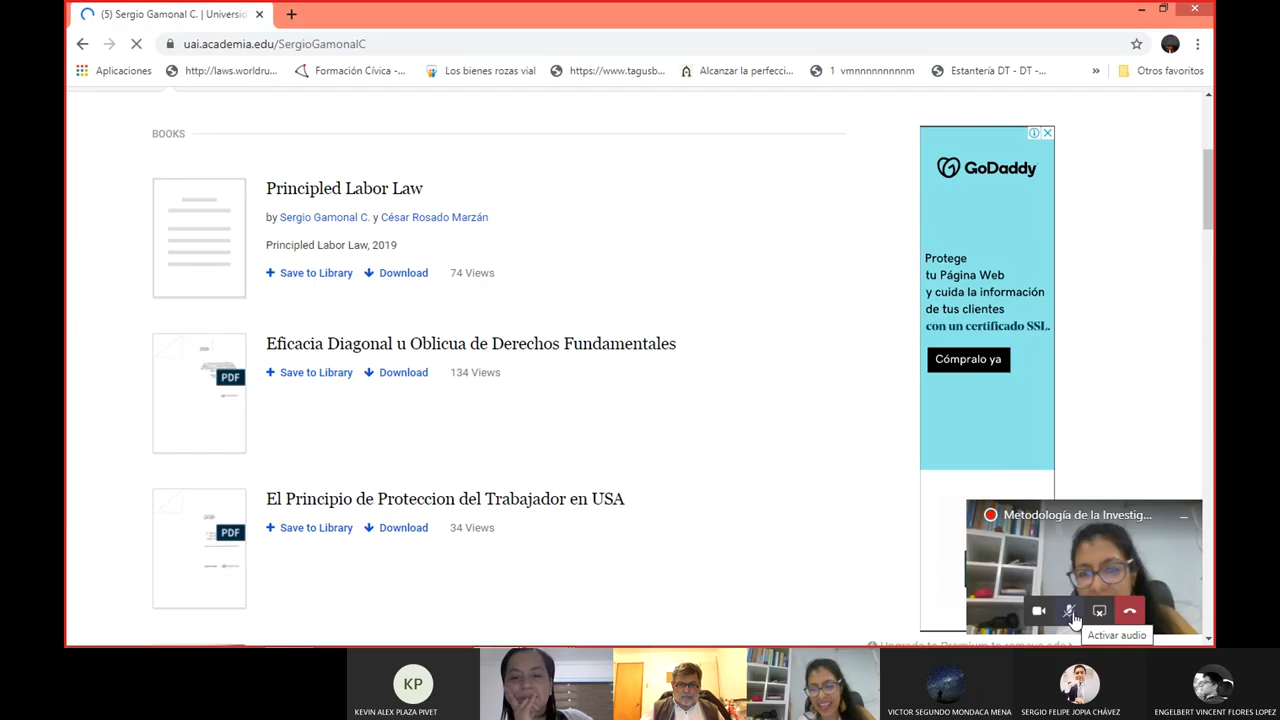 (5) Sergio Gamonal C. | Universid
uai.academia.edu/SergioGamonalC
Aplicaciones
http://laws.worldru...
Formación Cívica -...
Los bienes rozas vial
https://www.tagusb...
Alcanzar la perfecci...
1 vmnnnnnnnnm
Estantería DT - DT -...
»
Otros favoritos
BOOKS
Principled Labor Law
by Sergio Gamonal C. y César Rosado Marzán
Principled Labor Law, 2019
+ Save to Library
Download
74 Views
PDF
Eficacia Diagonal u Oblicua de Derechos Fundamentales
+ Save to Library
Download
134 Views
PDF
El Principio de Proteccion del Trabajador en USA
+ Save to Library
Download
34 Views
GoDaddy
Protege
tu Página Web
y cuida la información
de tus clientes
con un certificado SSL.
Cómpralo ya
Metodología de la Investig...
Activar audio
Upgrade to Premium to remove ads
KP
KEVIN ALEX PLAZA PIVET
VICTOR SEGUNDO MONDACA MENA
SERGIO FELIPE JOPIA CHÁVEZ
ENGELBERT VINCENT FLORES LOPEZ